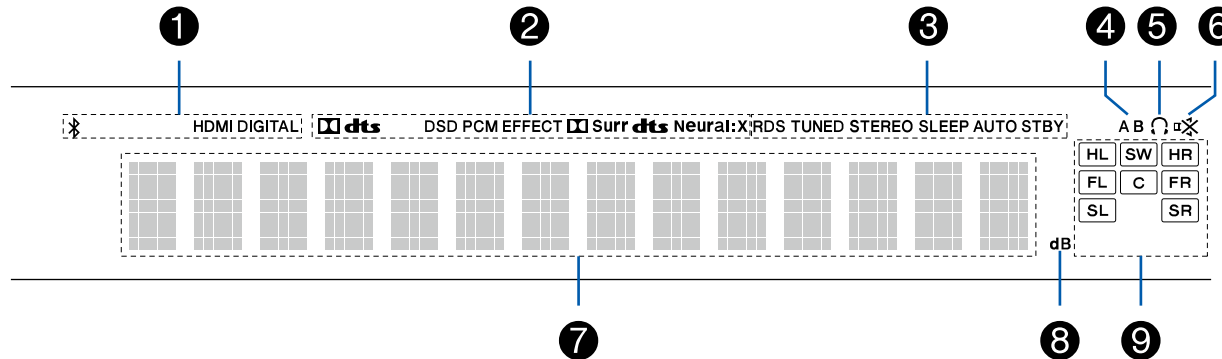 1 2 3 4 5 6
HDMI DIGITAL dts DSD PCM EFFECT Surr dts Neural:X RDS TUNED STEREO SLEEP AUTO STBY A B
HL SW HR
FL C FR
SL SR
dB
7 8 9